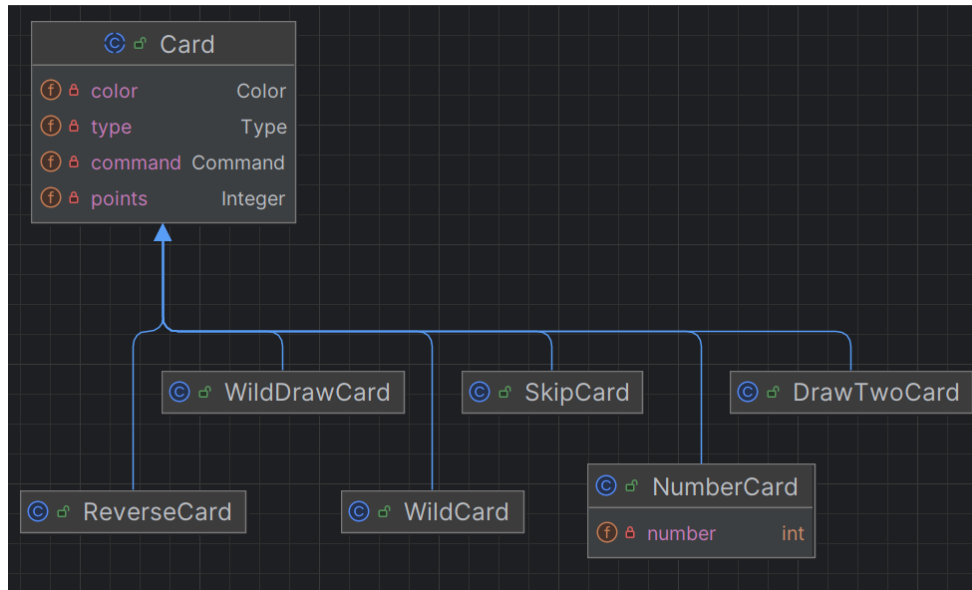 Card
color Color
type Type
command Command
points Integer
WildDrawCard
SkipCard
DrawTwoCard
ReverseCard
WildCard
NumberCard
number int